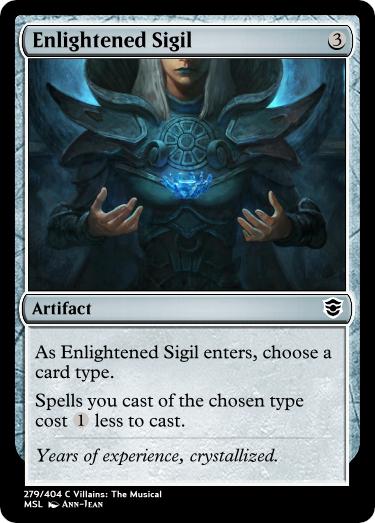 Enlightened Sigil 3
Artifact
As Enlightened Sigil enters, choose a
card type.
Spells you cast of the chosen type
cost 1 less to cast.
Years of experience, crystallized.
279/404 C Villains: The Musical
MSL Ann-Jean